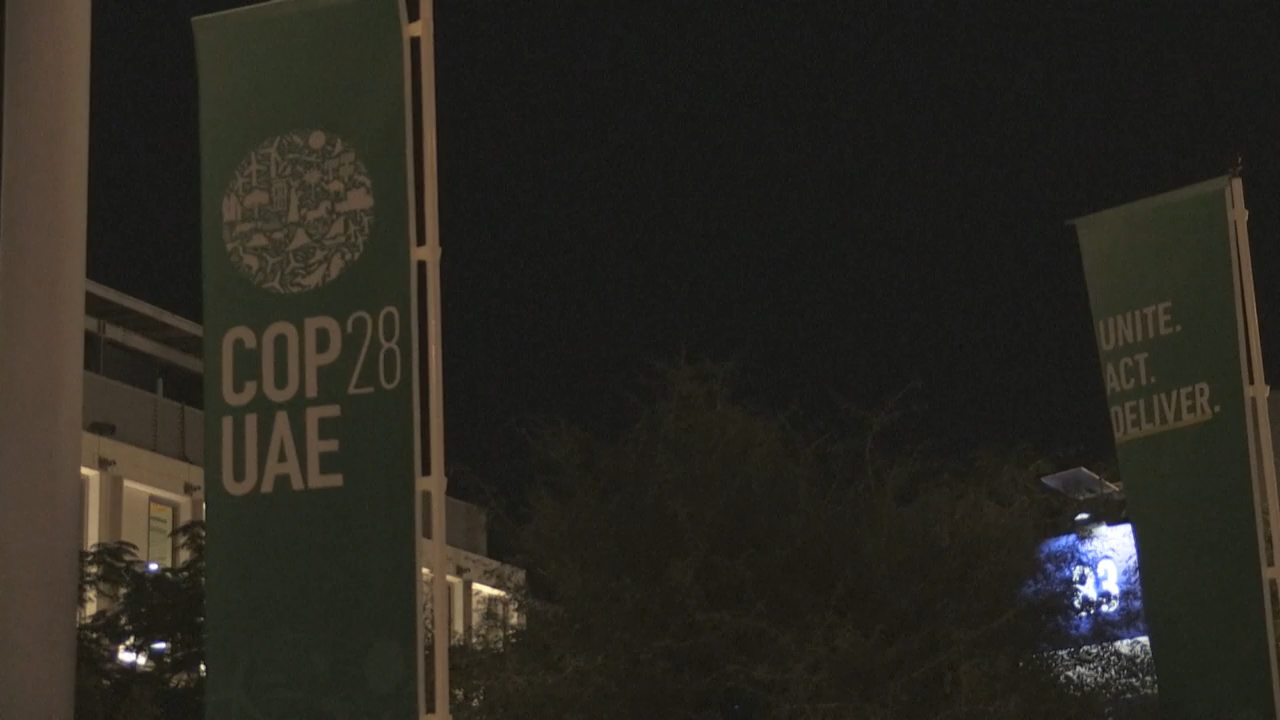 COP28
UAE
UNITE.
ACT.
DELIVER.